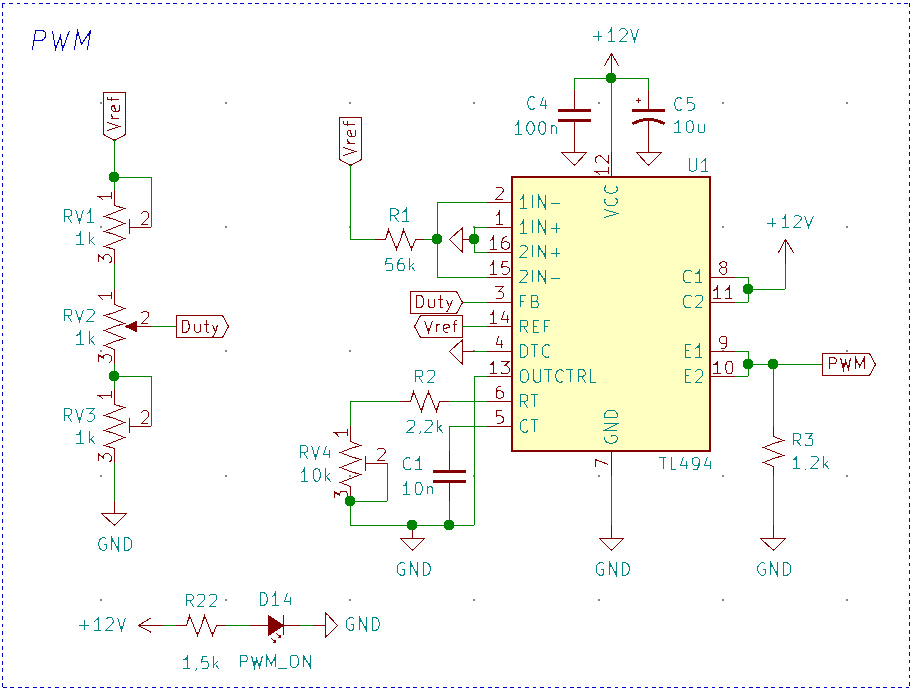 PWM
+12V
Vref
Vref
C4
100n
C5
10u
U1
12
VCC
1
RV1
1k
2
3
R1
56k
2
1IN-
1
1IN+
16
2IN+
15
2IN-
3
FB
14
REF
4
DTC
13
OUTCTRL
6
RT
5
CT
Duty
Vref
+12V
C1
8
C2
11
E1
9
E2
10
PWM
1
RV2
1k
2
3
Duty
1
RV3
1k
2
3
GND
R2
2,2k
1
RV4
10k
2
3
C1
10n
GND
GND
7
TL494
GND
R3
1.2k
GND
+12V
R22
1,5k
D14
PWM_ON
GND